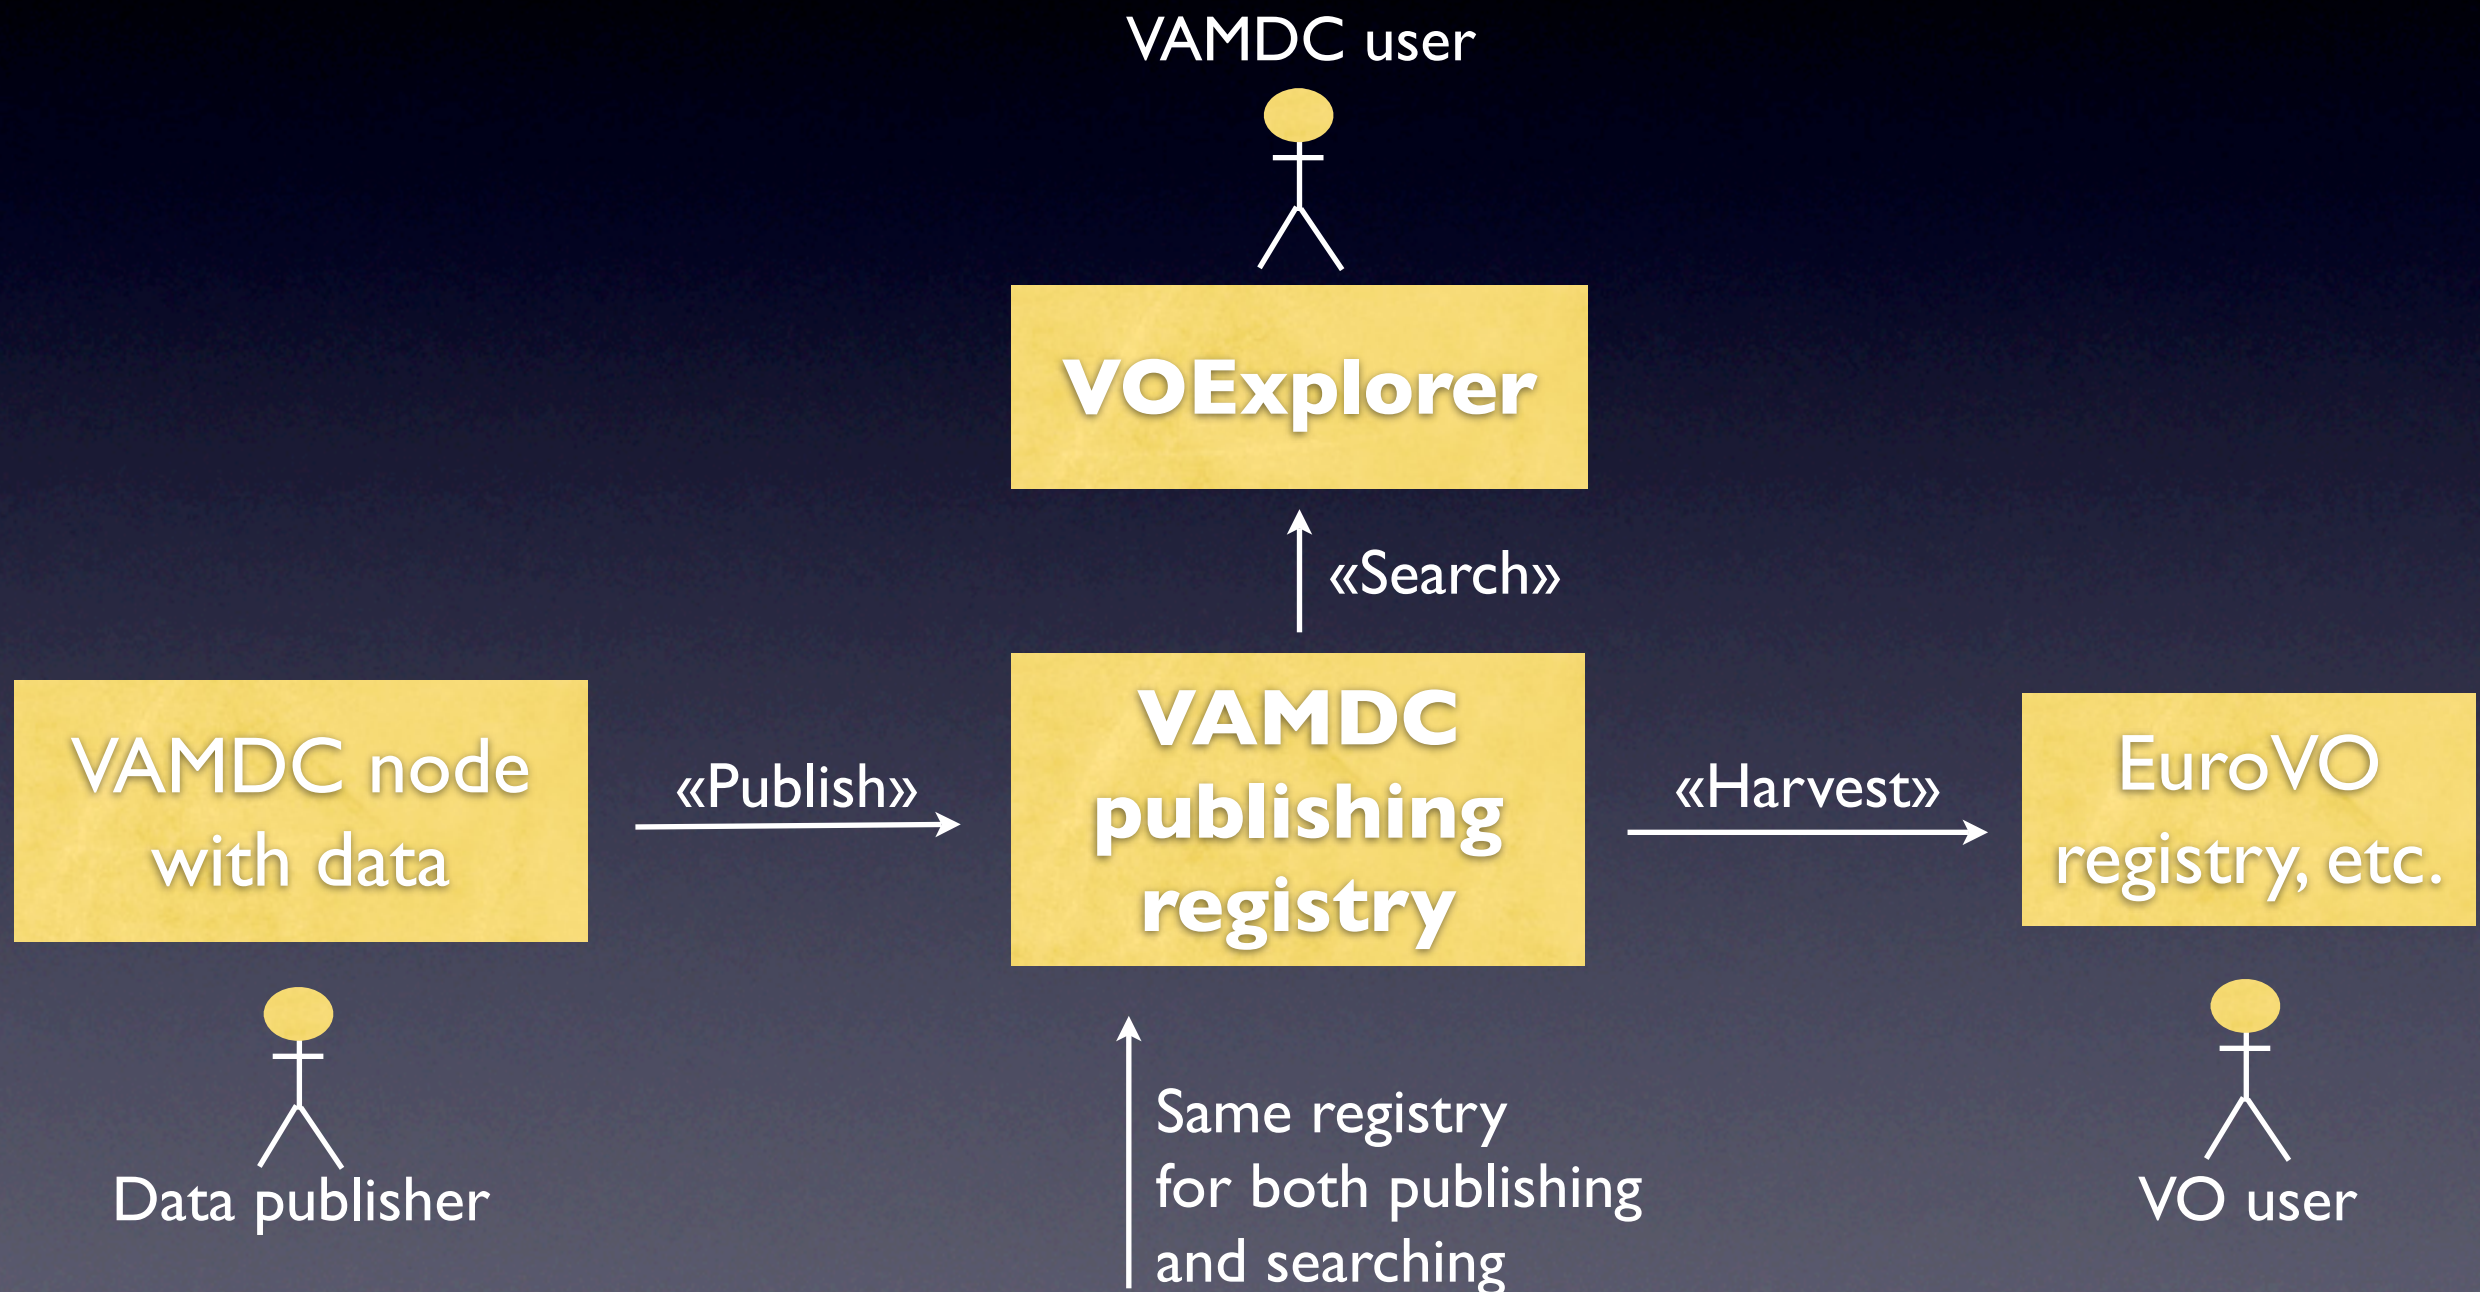 VAMDC user
VOExplorer
«Search»
VAMDC node
with data
«Publish»
VAMDC
publishing
registry
«Harvest»
EuroVO
registry, etc.
Data publisher
Same registry
for both publishing
and searching
VO user